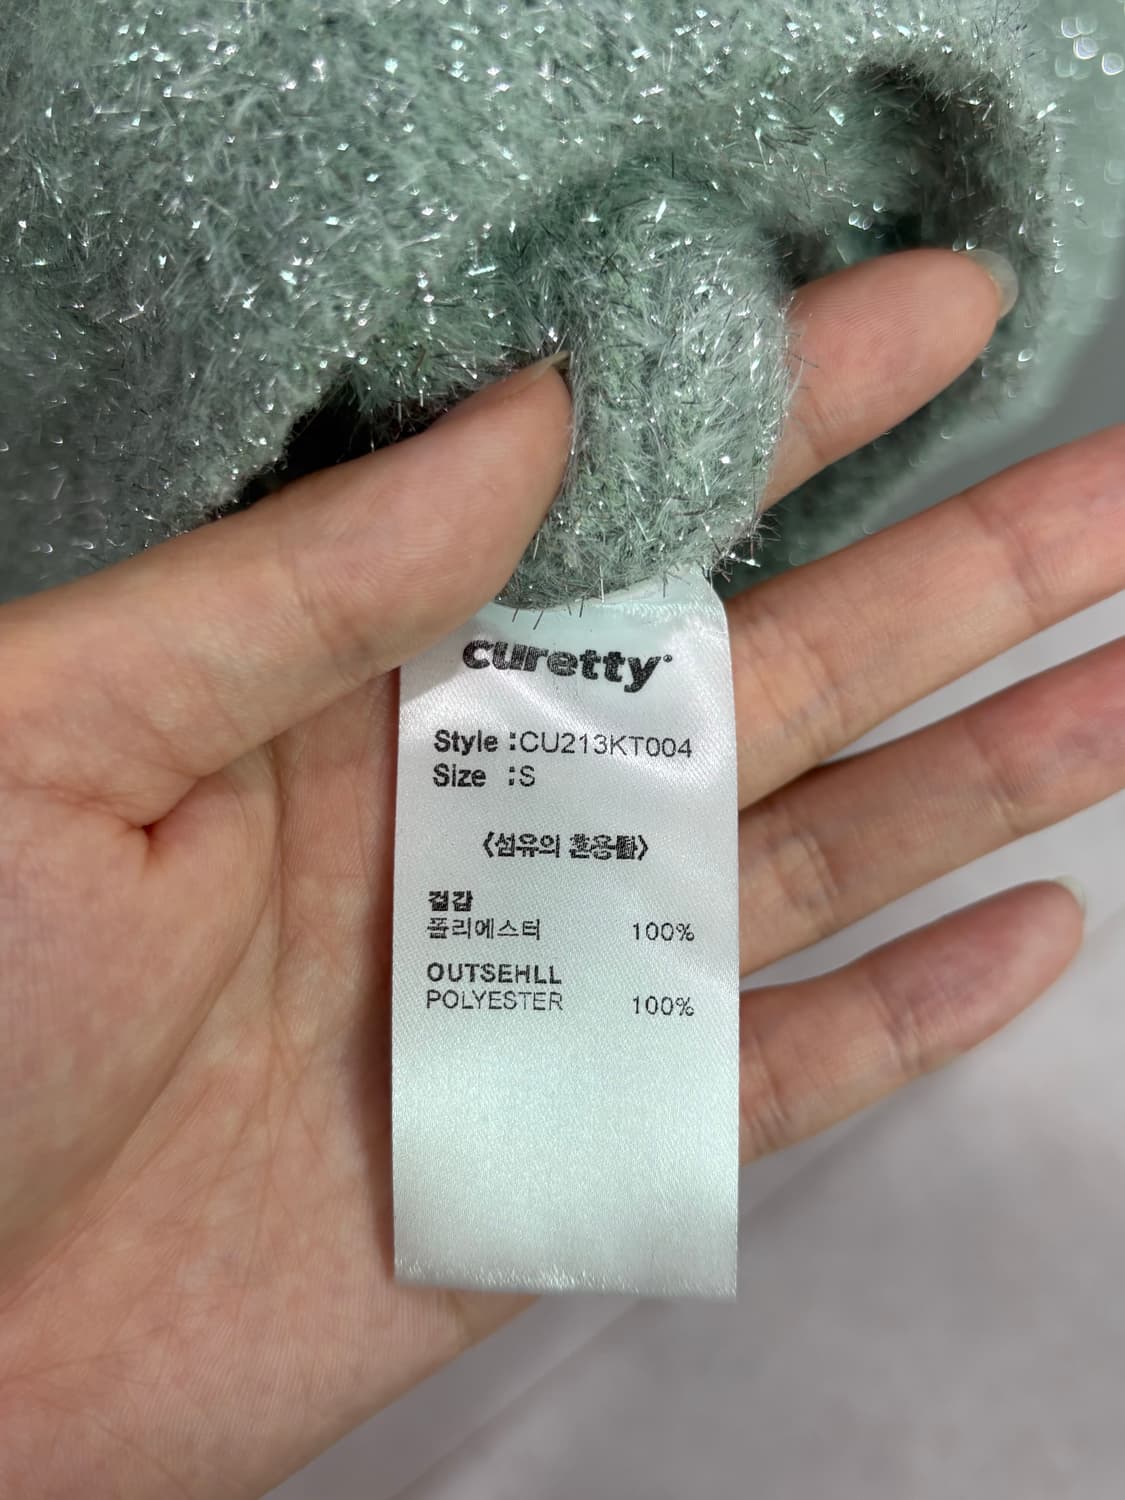 curetty
Style :CU213KT004
Size :S
〈섬유의 혼용률〉
겉감
폴리에스터 100%
OUTSEHLL
POLYESTER 100%